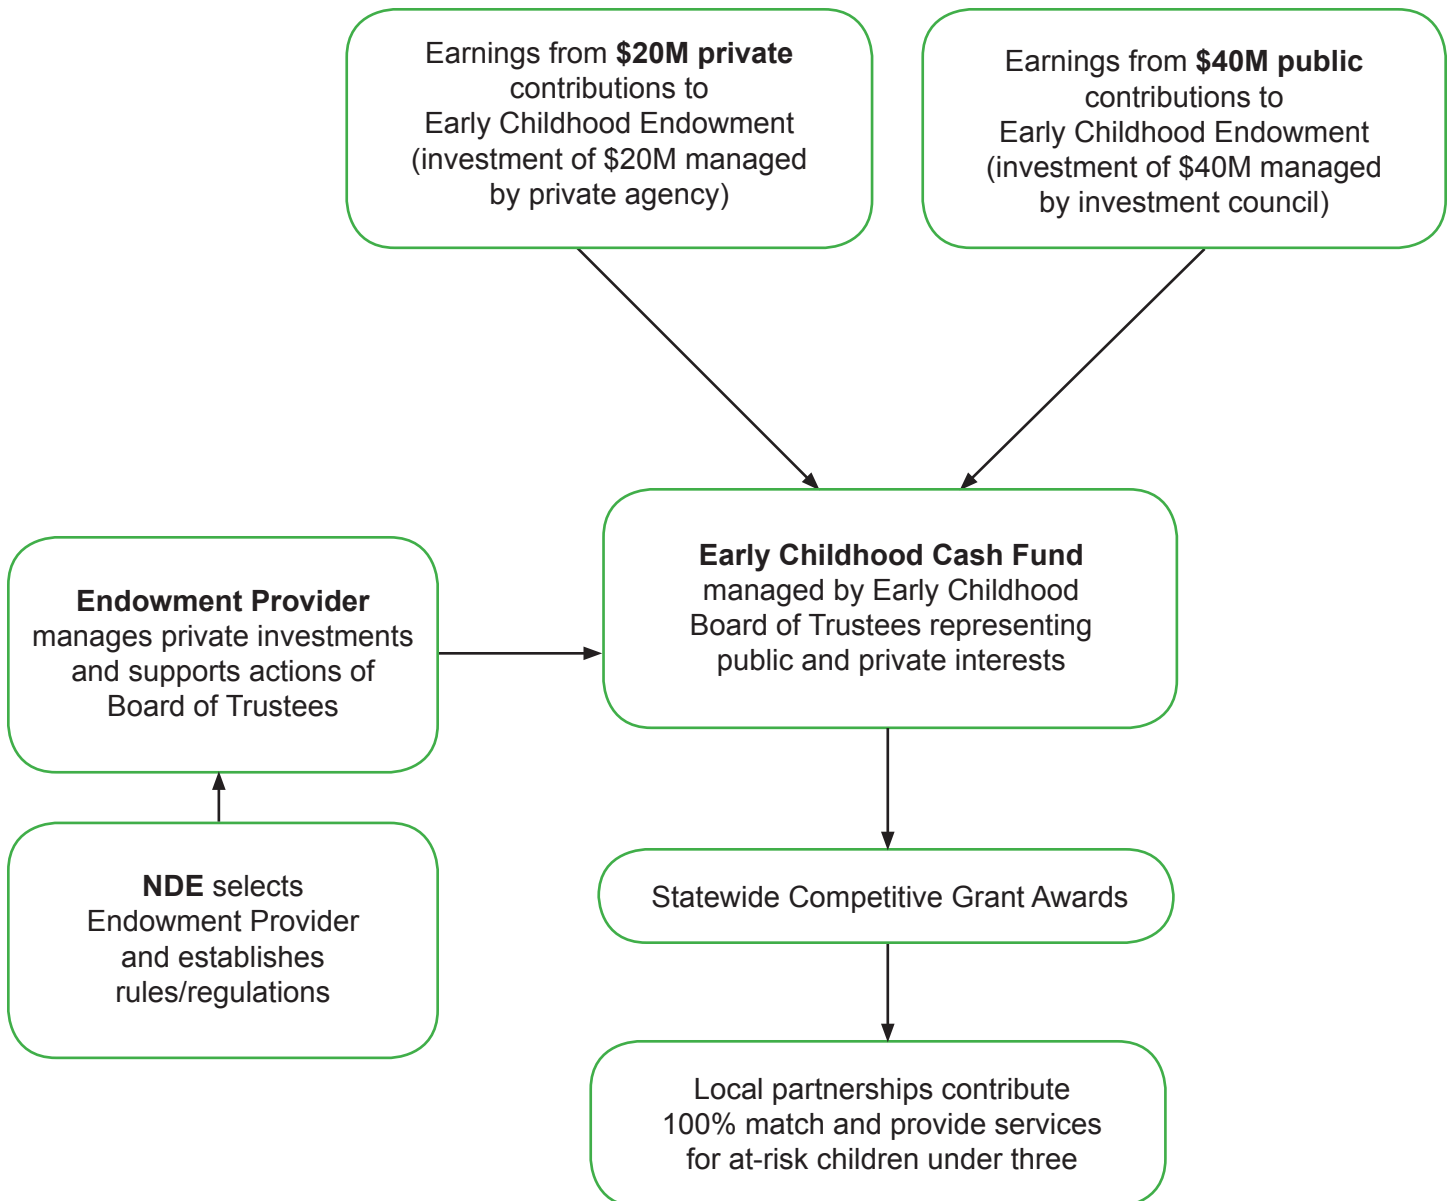 Earnings from $20M private
contributions to
Early Childhood Endowment
(investment of $20M managed
by private agency)
Earnings from $40M public
contributions to
Early Childhood Endowment
(investment of $40M managed
by investment council)
Endowment Provider
manages private investments
and supports actions of
Board of Trustees
Early Childhood Cash Fund
managed by Early Childhood
Board of Trustees representing
public and private interests
NDE selects
Endowment Provider
and establishes
rules/regulations
Statewide Competitive Grant Awards
Local partnerships contribute
100% match and provide services
for at-risk children under three